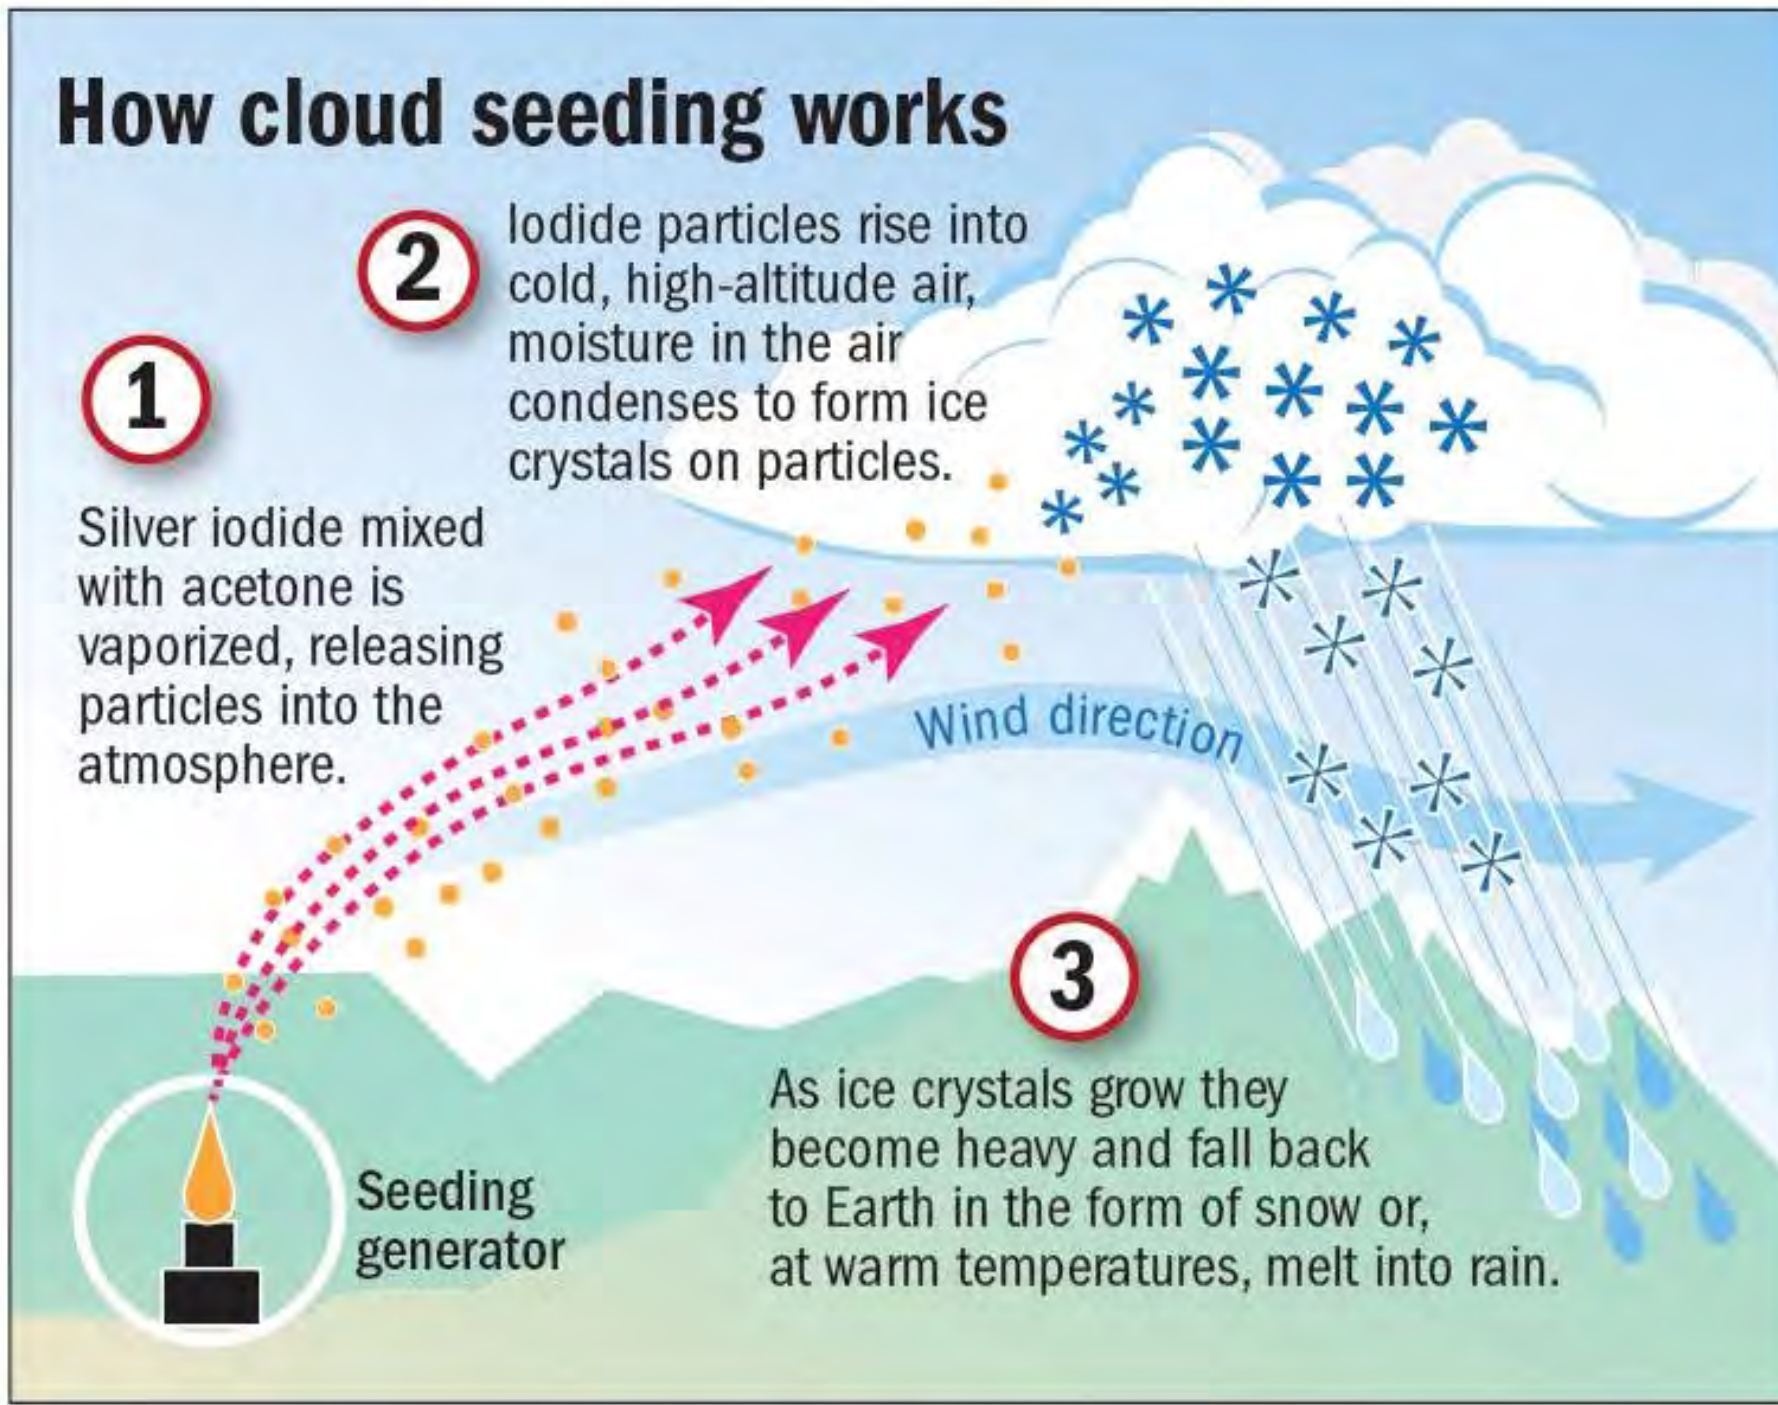 How cloud seeding works
1
Silver iodide mixed
with acetone is
vaporized, releasing
particles into the
atmosphere.
2
Iodide particles rise into
cold, high-altitude air,
moisture in the air
condenses to form ice
crystals on particles.
Wind direction
3
As ice crystals grow they
become heavy and fall back
to Earth in the form of snow or,
at warm temperatures, melt into rain.
Seeding
generator